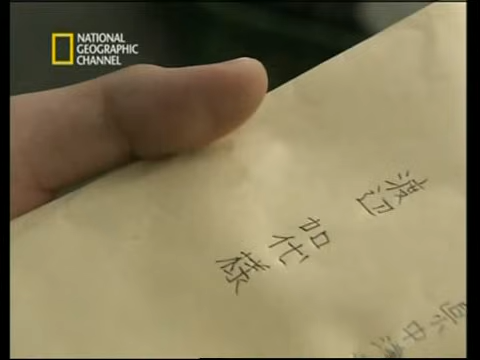 NATIONAL
GEOGRAPHIC
CHANNEL
渡辺
加代様